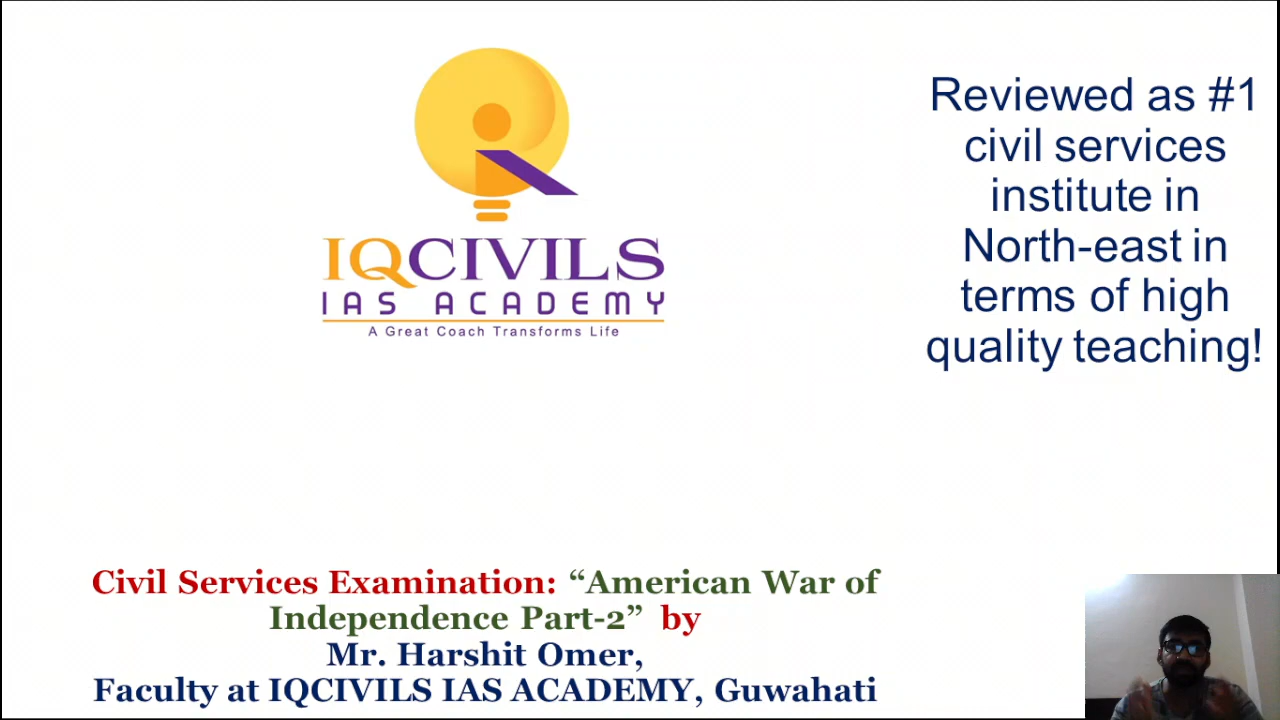 IQCIVILS
IAS ACADEMY
A Great Coach Transforms Life
Reviewed as #1
civil services
institute in
North-east in
terms of high
quality teaching!
Civil Services Examination: “American War of
Independence Part-2” by
Mr. Harshit Omer,
Faculty at IQCIVILS IAS ACADEMY, Guwahati